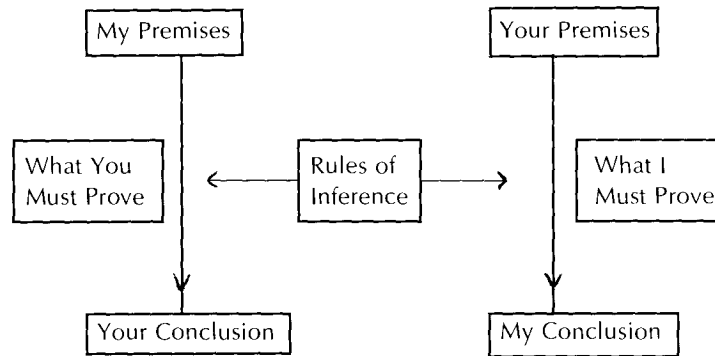 My Premises
Your Premises
What You
Must Prove
Rules of
Inference
What I
Must Prove
Your Conclusion
My Conclusion